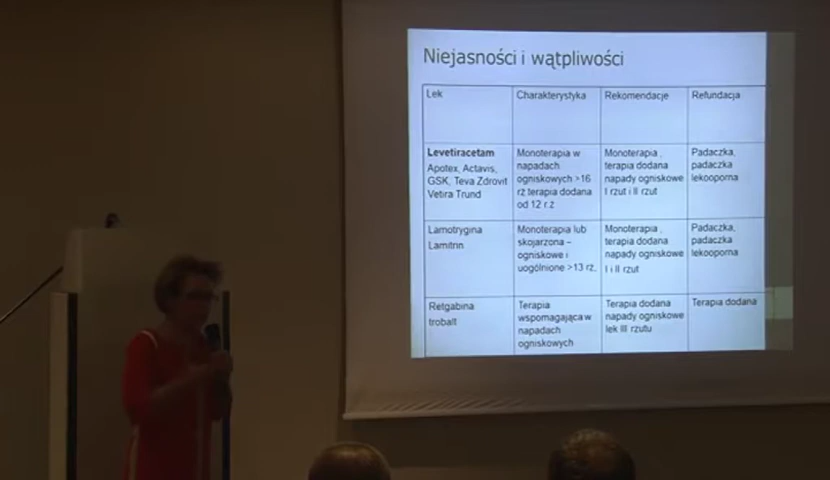 Niejasności i wątpliwości
Lek
Charakterystyka
Rekomendacje
Refundacja
Levetiracetam
Apotex, Actavis,
GSK, Teva Zdrovit
Vetira Trund
Monoterapia w
napadach
ogniskowych >16
rż terapia dodana
od 12 r.ż
Monoterapia ,
terapia dodana
napady ogniskowe
I rzut i II rzut
Padaczka,
padaczka
lekooporna
Lamotrygina
Lamitrin
Monoterapia lub
skojarzona –
ogniskowe i
uogólnione >13 rż.
Monoterapia ,
terapia dodana
napady ogniskowe
I i II rzut
Padaczka,
padaczka
lekooporna
Retgabina
trobalt
Terapia
wspomagająca w
napadach
ogniskowych
Terapia dodana
napady ogniskowe
lek III rzutu
Terapia dodana